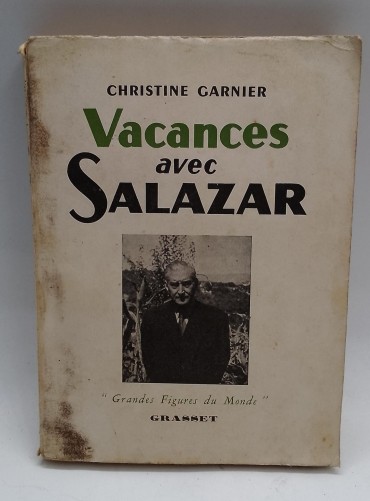 CHRISTINE GARNIER
Vacances
avec
SALAZAR
"Grandes Figures du Monde"
GRASSET